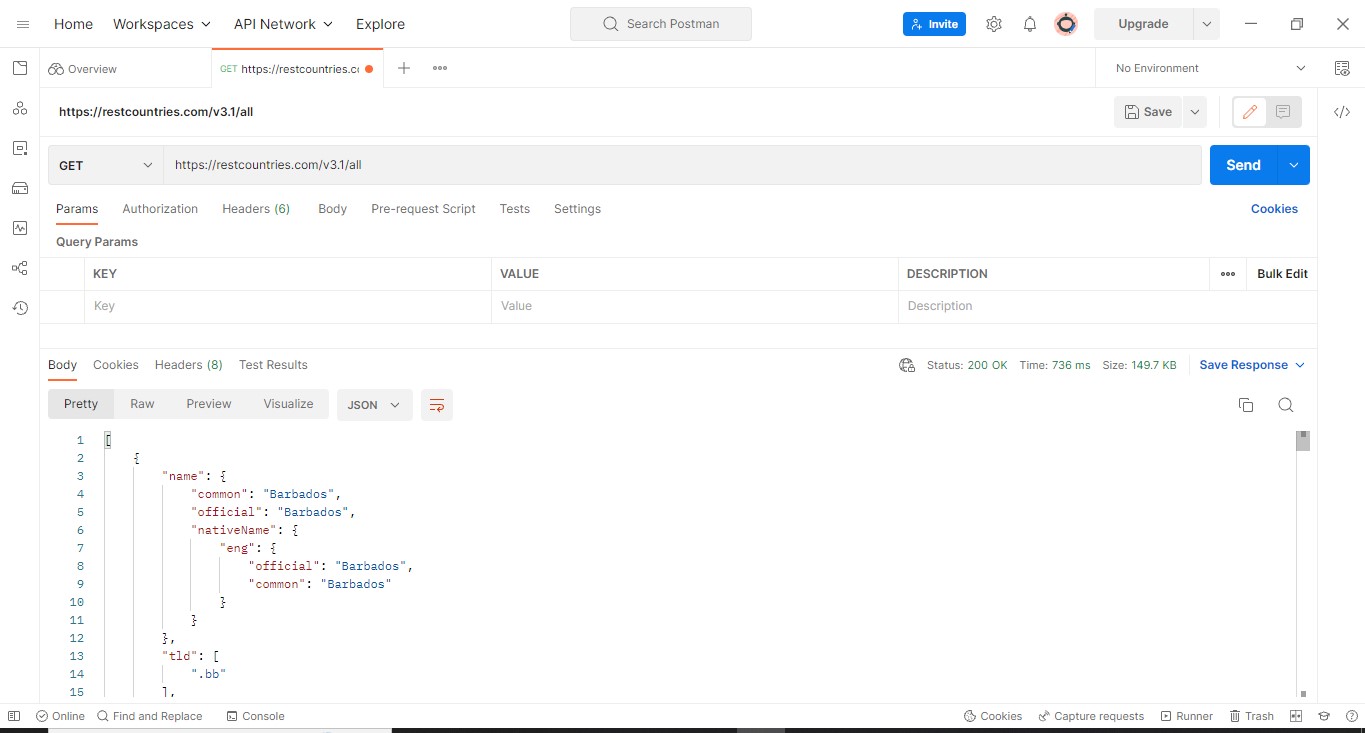 Home Workspaces API Network Explore Search Postman Invite Upgrade
Overview GET https://restcountries.cc No Environment
https://restcountries.com/v3.1/all Save
GET https://restcountries.com/v3.1/all Send
Params Authorization Headers (6) Body Pre-request Script Tests Settings Cookies
Query Params
KEY VALUE DESCRIPTION Bulk Edit
Key Value Description
Body Cookies Headers (8) Test Results Status: 200 OK Time: 736 ms Size: 149.7 KB Save Response
Pretty Raw Preview Visualize JSON
1 [
2 {
3 "name": {
4 "common": "Barbados",
5 "official": "Barbados",
6 "nativeName": {
7 "eng": {
8 "official": "Barbados",
9 "common": "Barbados"
10 }
11 }
12 },
13 "tld": [
14 ".bb"
15 ],
Online Find and Replace Console Cookies Capture requests Runner Trash